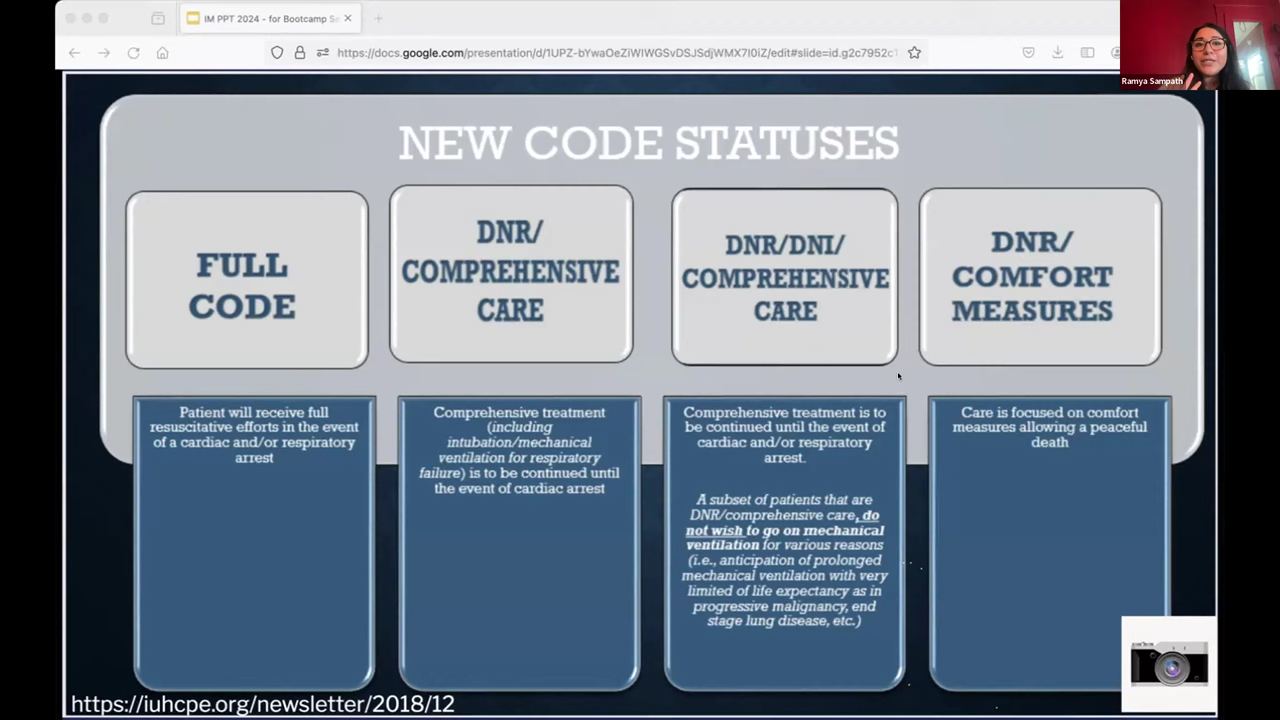 IM PPT 2024 - for Bootcamp Se
https://docs.google.com/presentation/d/1UPZ-bYwaOeZiWIWGSvDSJSdjWMX7I0iZ/edit#slide=id.g2c7952c1
Ramya Sampath
NEW CODE STATUSES
FULL
CODE
DNR/
COMPREHENSIVE
CARE
DNR/DNI/
COMPREHENSIVE
CARE
DNR/
COMFORT
MEASURES
Patient will receive full
resuscitative efforts in the event
of a cardiac and/or respiratory
arrest
Comprehensive treatment
(including
intubation/mechanical
ventilation for respiratory
failure) is to be continued until
the event of cardiac arrest
Comprehensive treatment is to
be continued until the event of
cardiac and/or respiratory
arrest.
A subset of patients that are
DNR/comprehensive care, do
not wish to go on mechanical
ventilation for various reasons
(i.e., anticipation of prolonged
mechanical ventilation with very
limited of life expectancy as in
progressive malignancy, end
stage lung disease, etc.)
Care is focused on comfort
measures allowing a peaceful
death
https://iuhcpe.org/newsletter/2018/12